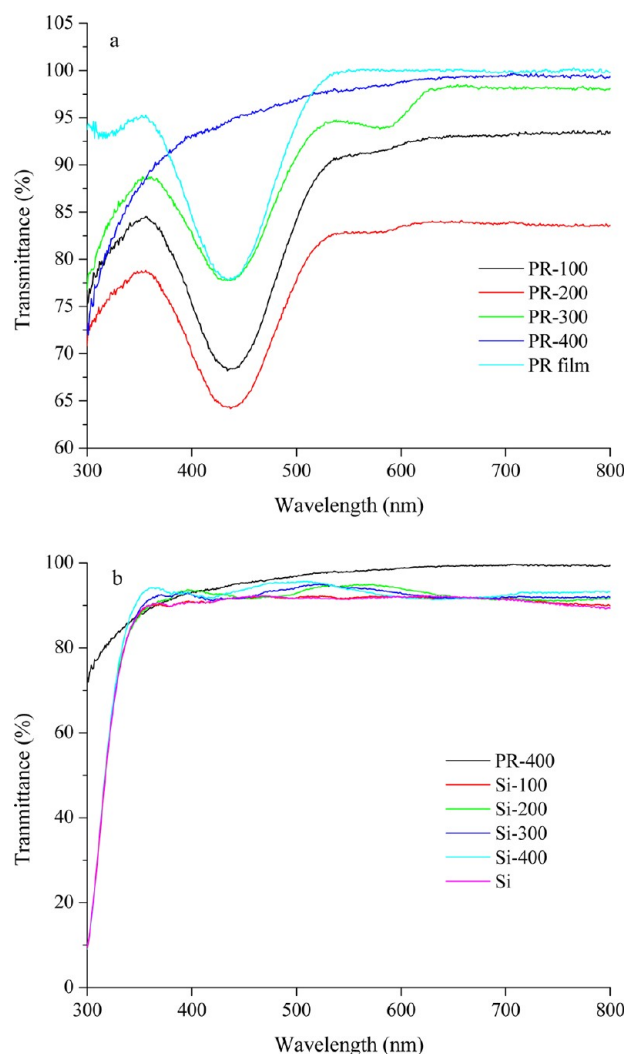 a
105
100
95
90
85
80
75
70
65
60
Transmittance (%)
PR-100
PR-200
PR-300
PR-400
PR film
300 400 500 600 700 800
Wavelength (nm)
b
100
80
60
40
20
0
Tranmittance (%)
PR-400
Si-100
Si-200
Si-300
Si-400
Si
300 400 500 600 700 800
Wavelength (nm)